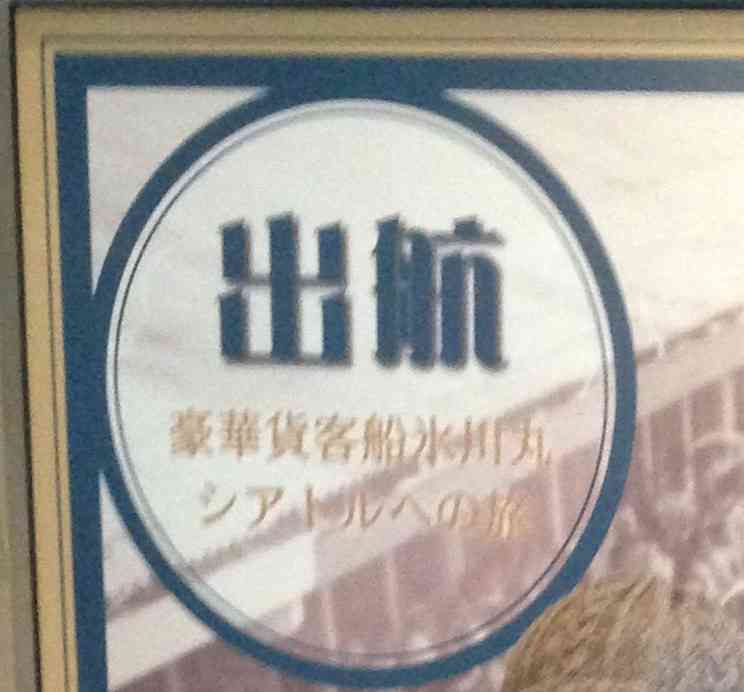 出航
豪華貨客船氷川丸
シアトルへの旅